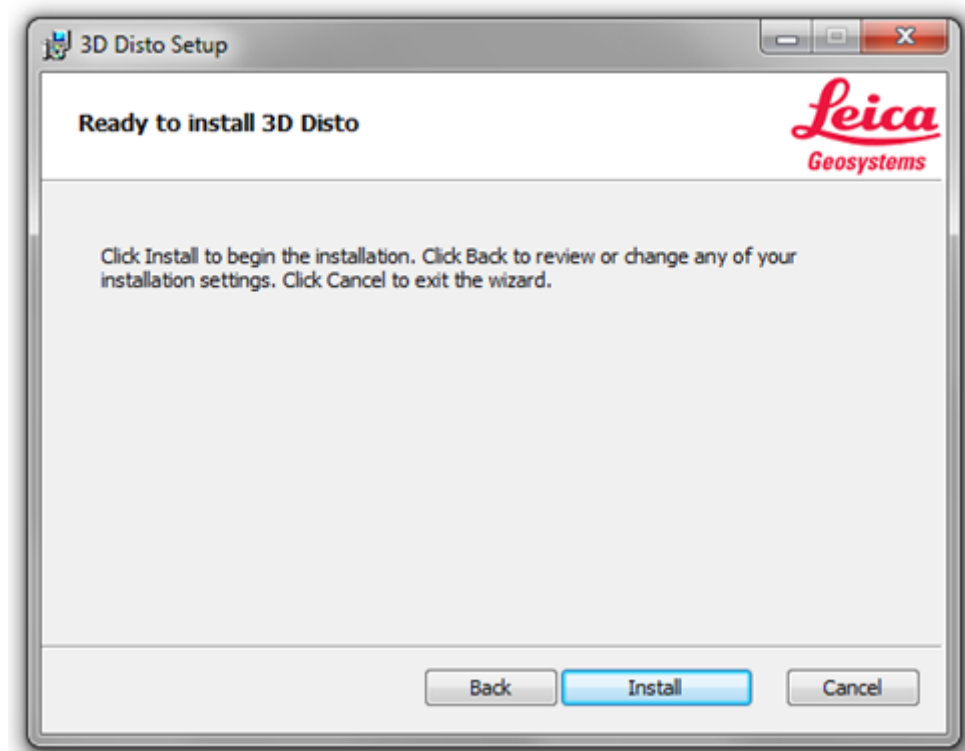 3D Disto Setup
Ready to install 3D Disto
Leica
Geosystems
Click Install to begin the installation. Click Back to review or change any of your
installation settings. Click Cancel to exit the wizard.
Back Install Cancel